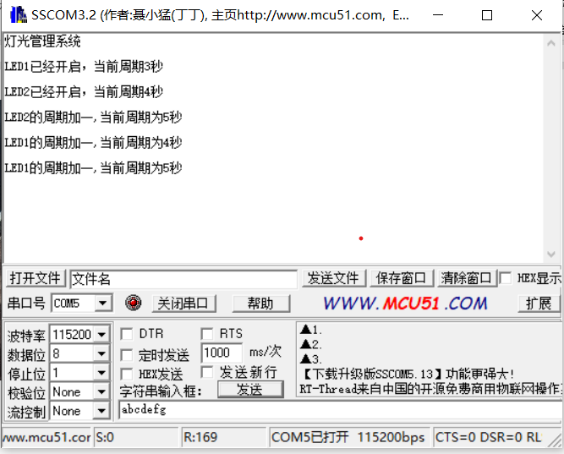 SSCOM3.2 (作者:聂小猛(丁丁), 主页http://www.mcu51.com, E...
灯光管理系统
LED1已经开启，当前周期3秒
LED2已经开启，当前周期4秒
LED2的周期加一,当前周期为5秒
LED1的周期加一,当前周期为4秒
LED1的周期加一,当前周期为5秒
打开文件 文件名 发送文件 保存窗口 清除窗口 HEX显示
串口号 COM5 关闭串口 帮助 WWW.MCU51.COM 扩展
波特率 115200 DTR RTS ▲1.
数据位 8 定时发送 1000 ms/次 ▲2.
▲3.
停止位 1 HEX发送 发送新行 【下载升级版SSCOM5.13】功能更强大!
校验位 None 字符串输入框: 发送 RT-Thread来自中国的开源免费商用物联网操作
流控制 None abcdefg
www.mcu51.cor S:0 R:169 COM5已打开 115200bps CTS=0 DSR=0 RL